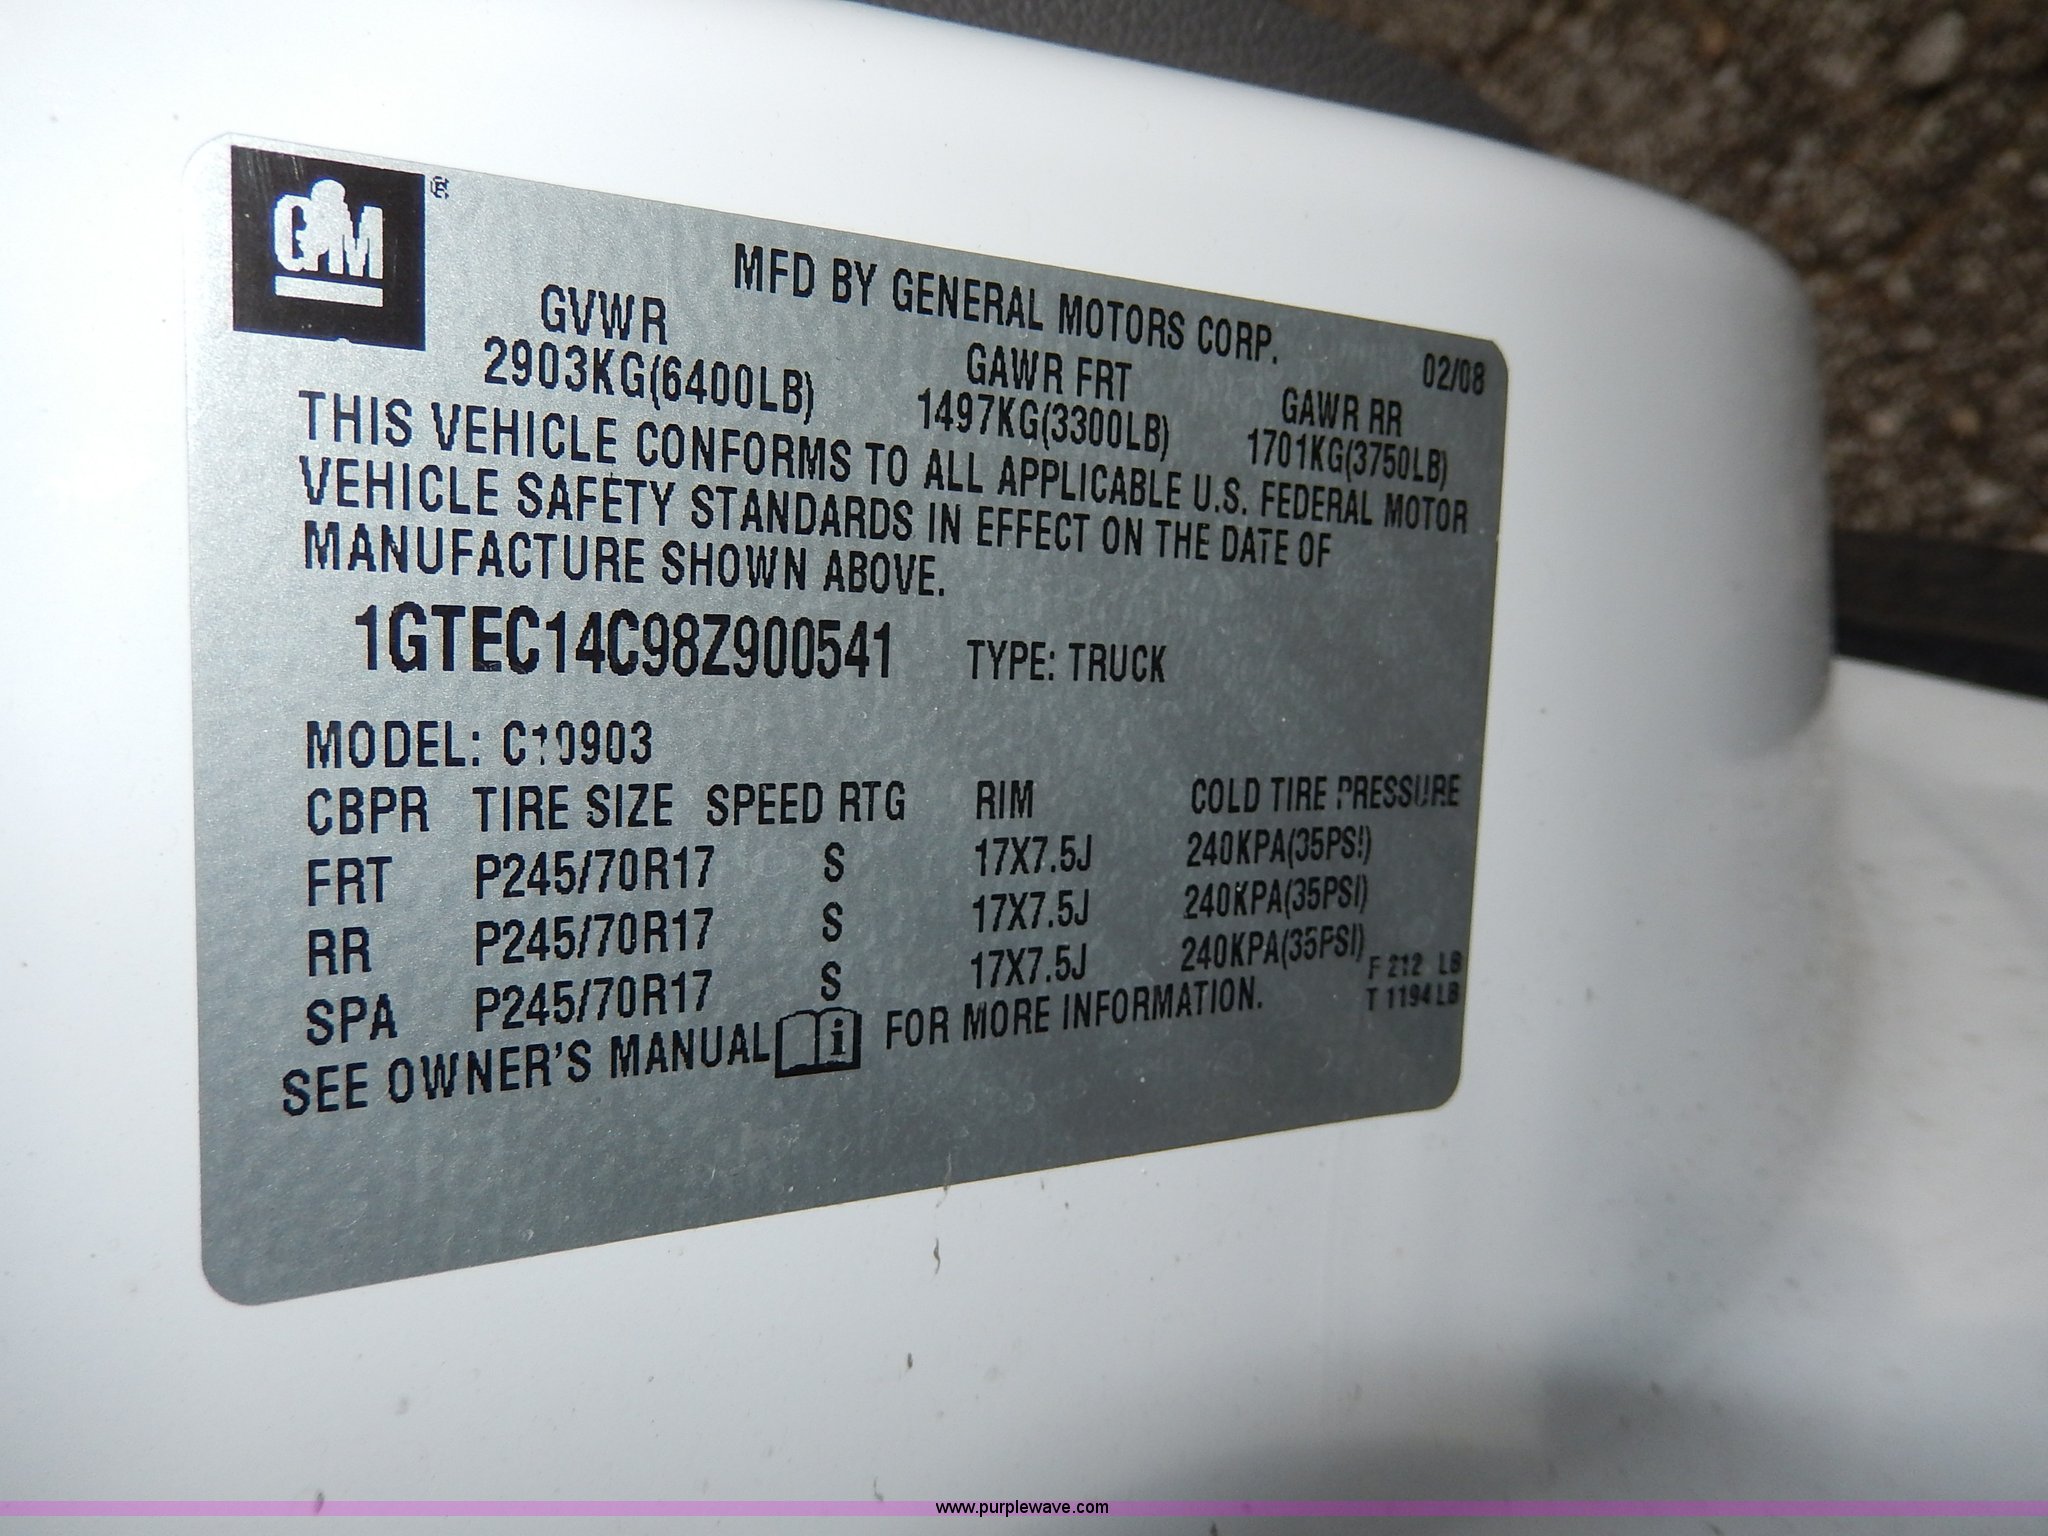 GM®
MFD BY GENERAL MOTORS CORP.
02/08
GVWR GAWR FRT GAWR RR
2903KG(6400LB) 1497KG(3300LB) 1701KG(3750LB)
THIS VEHICLE CONFORMS TO ALL APPLICABLE U.S. FEDERAL MOTOR
VEHICLE SAFETY STANDARDS IN EFFECT ON THE DATE OF
MANUFACTURE SHOWN ABOVE.
1GTEC14C98Z900541 TYPE: TRUCK
MODEL: C10903
CBPR TIRE SIZE SPEED RTG RIM COLD TIRE PRESSURE
FRT P245/70R17 S 17X7.5J 240KPA(35PSI)
RR P245/70R17 S 17X7.5J 240KPA(35PSI)
SPA P245/70R17 S 17X7.5J 240KPA(35PSI)
F 212 LB
T 1194 LB
SEE OWNER'S MANUAL i FOR MORE INFORMATION.
www.purplewave.com